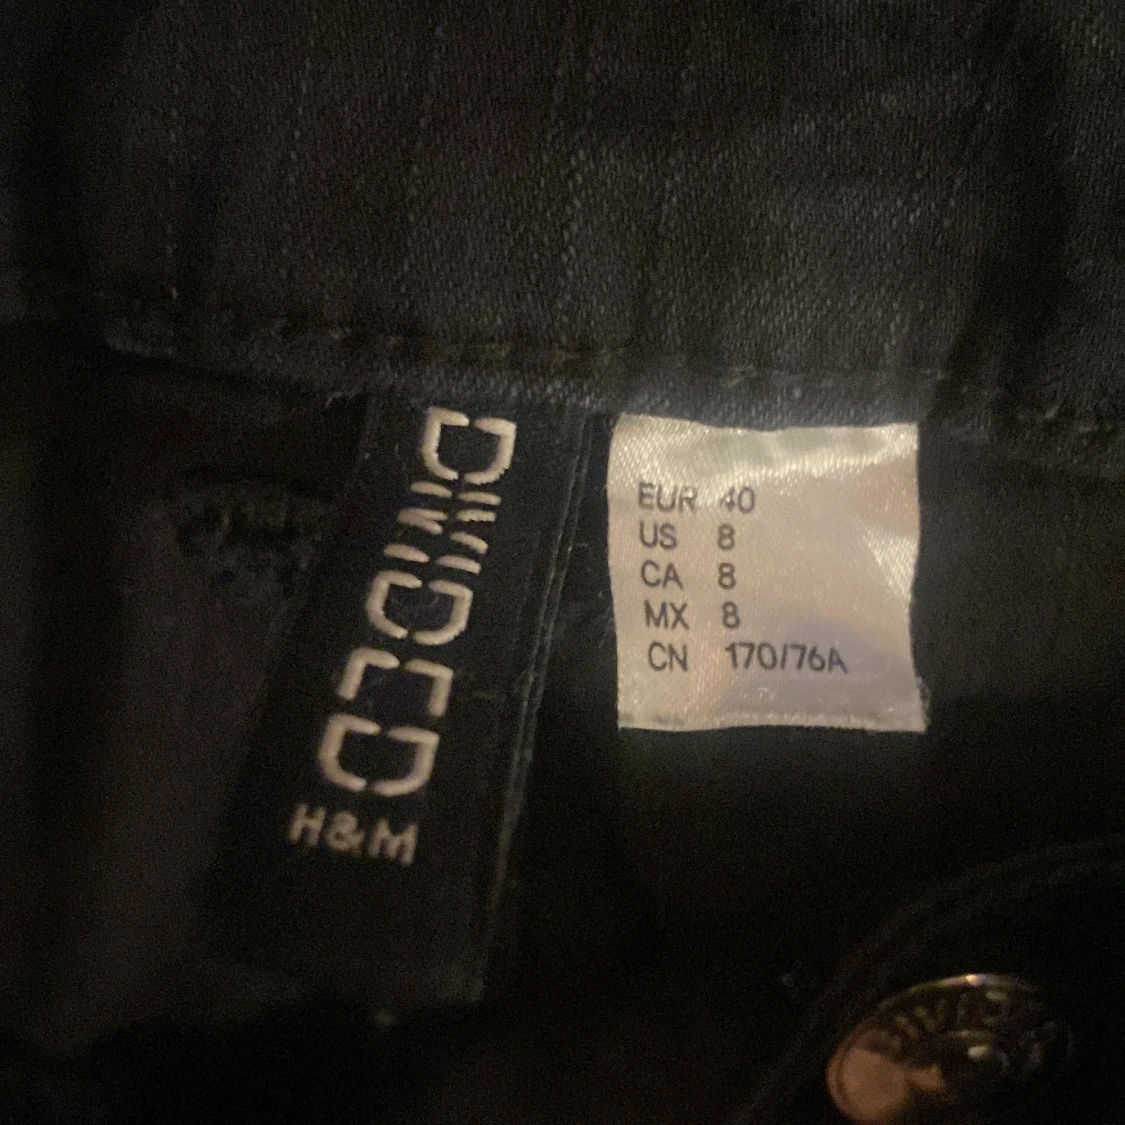 DIVIDED
H&M
EUR 40
US 8
CA 8
MX 8
CN 170/76A